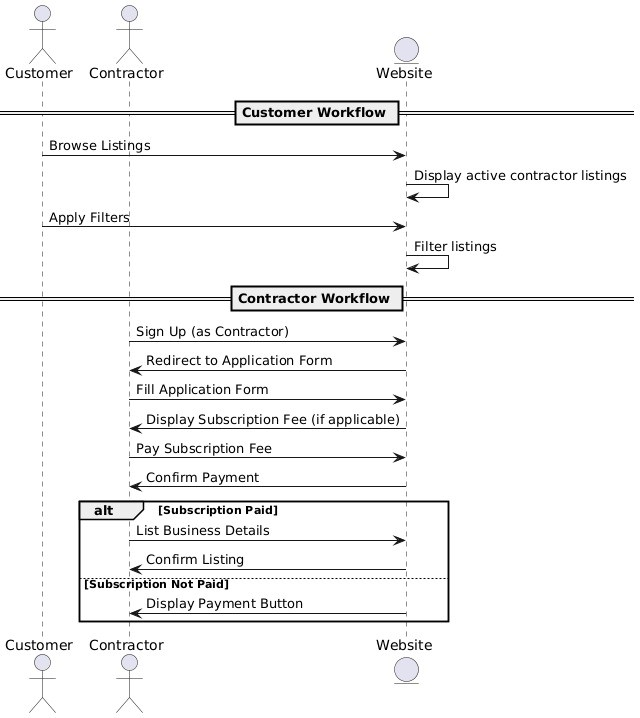 Customer
Contractor
Website
Customer Workflow
Browse Listings
Display active contractor listings
Apply Filters
Filter listings
Contractor Workflow
Sign Up (as Contractor)
Redirect to Application Form
Fill Application Form
Display Subscription Fee (if applicable)
Pay Subscription Fee
Confirm Payment
alt [Subscription Paid]
List Business Details
Confirm Listing
[Subscription Not Paid]
Display Payment Button
Customer
Contractor
Website